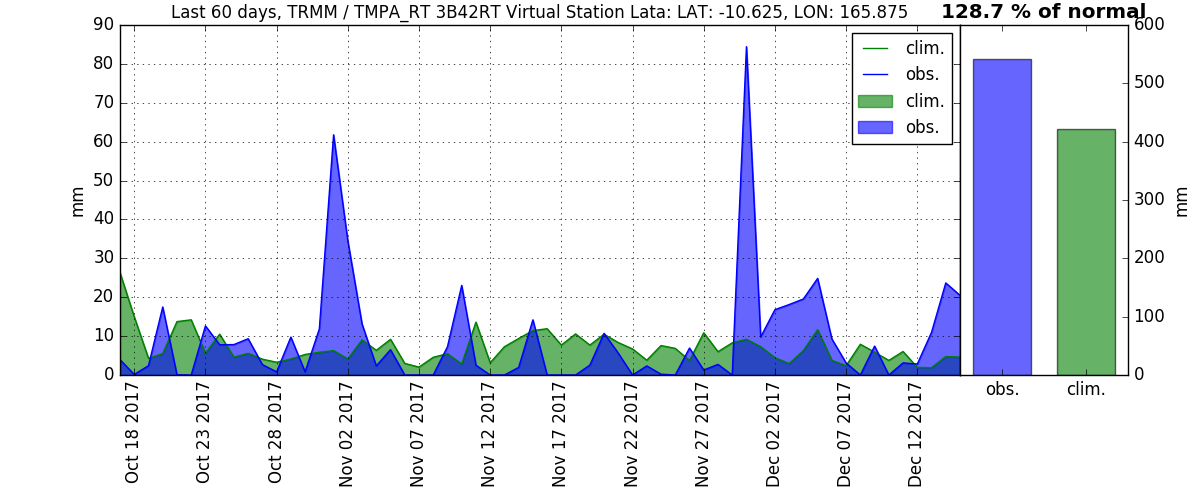 Last 60 days, TRMM / TMPA_RT 3B42RT Virtual Station Lata: LAT: -10.625, LON: 165.875
128.7 % of normal
90
80
70
60
50
40
30
20
10
0
mm
clim.
obs.
clim.
obs.
Oct 18 2017
Oct 23 2017
Oct 28 2017
Nov 02 2017
Nov 07 2017
Nov 12 2017
Nov 17 2017
Nov 22 2017
Nov 27 2017
Dec 02 2017
Dec 07 2017
Dec 12 2017
600
500
400
300
200
100
0
mm
obs.
clim.